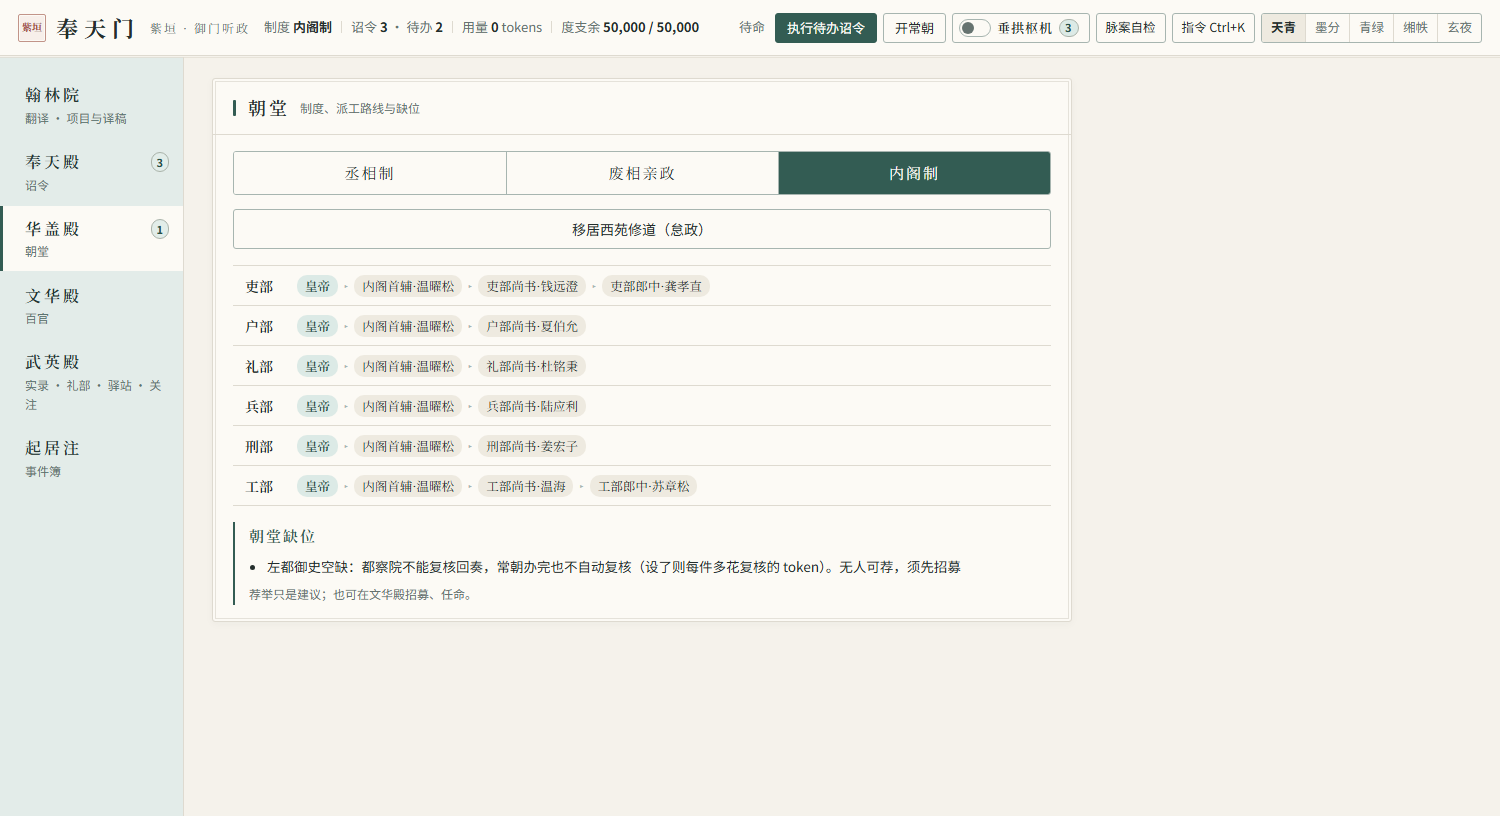 紫垣 奉天门 紫垣 · 御门听政 制度 内阁制 诏令 3 · 待办 2 用量 0 tokens 度支余 50,000 / 50,000 待命 执行待办诏令 开常朝 垂拱枢机 3 脉案自检 指令 Ctrl+K 天青 墨分 青绿 缃帙 玄夜
翰林院
翻译 · 项目与译稿
奉天殿 3
诏令
华盖殿 1
朝堂
文华殿
百官
武英殿
实录 · 礼部 · 驿站 · 关
注
起居注
事件簿
朝堂 制度、派工路线与缺位
丞相制 废相亲政 内阁制
移居西苑修道（怠政）
吏部 皇帝 内阁首辅·温曜松 吏部尚书·钱远澄 吏部郎中·龚孝直
户部 皇帝 内阁首辅·温曜松 户部尚书·夏伯允
礼部 皇帝 内阁首辅·温曜松 礼部尚书·杜铭秉
兵部 皇帝 内阁首辅·温曜松 兵部尚书·陆应利
刑部 皇帝 内阁首辅·温曜松 刑部尚书·姜宏子
工部 皇帝 内阁首辅·温曜松 工部尚书·温海 工部郎中·苏章松
朝堂缺位
• 左都御史空缺：都察院不能复核回奏，常朝办完也不自动复核（设了则每件多花复核的 token）。无人可荐，须先招募
荐举只是建议；也可在文华殿招募、任命。